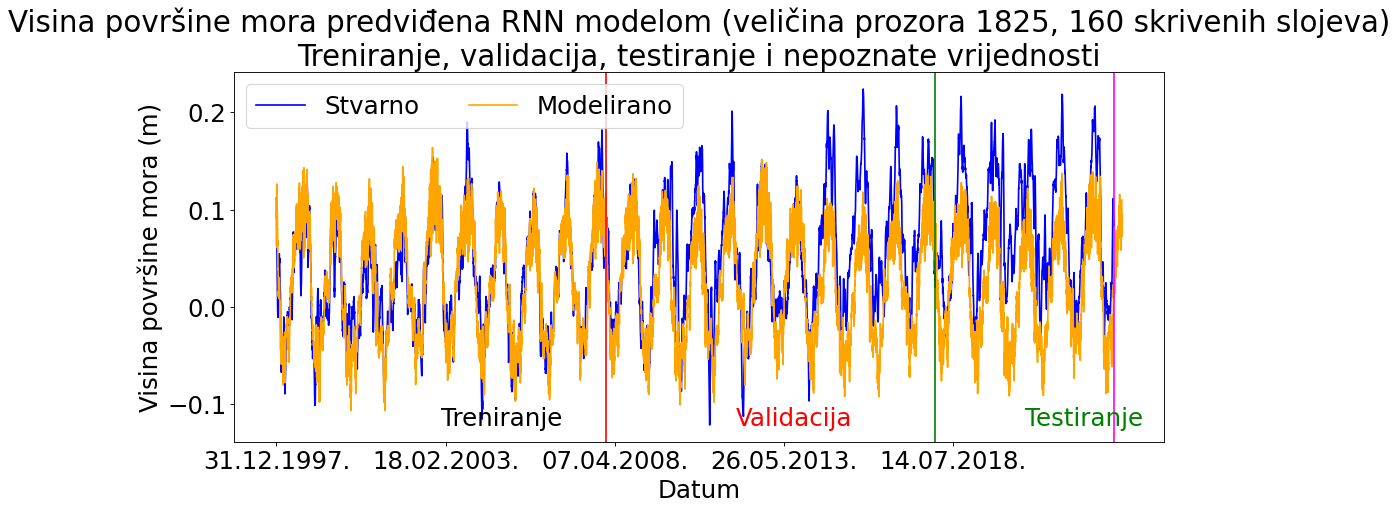 Visina površine mora predviđena RNN modelom (veličina prozora 1825, 160 skrivenih slojeva)
Treniranje, validacija, testiranje i nepoznate vrijednosti
Stvarno Modelirano
Visina površine mora (m)
0.2
0.1
0.0
−0.1
Treniranje Validacija Testiranje
31.12.1997. 18.02.2003. 07.04.2008. 26.05.2013. 14.07.2018.
Datum